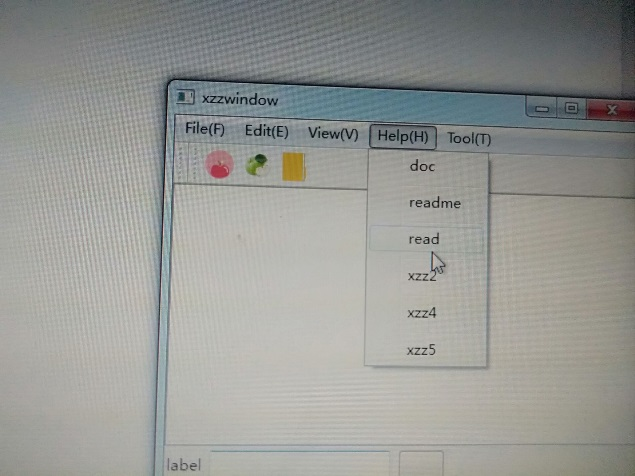 xzzwindow
File(F) Edit(E) View(V) Help(H) Tool(T)
doc
readme
read
xzz2
xzz4
xzz5
label